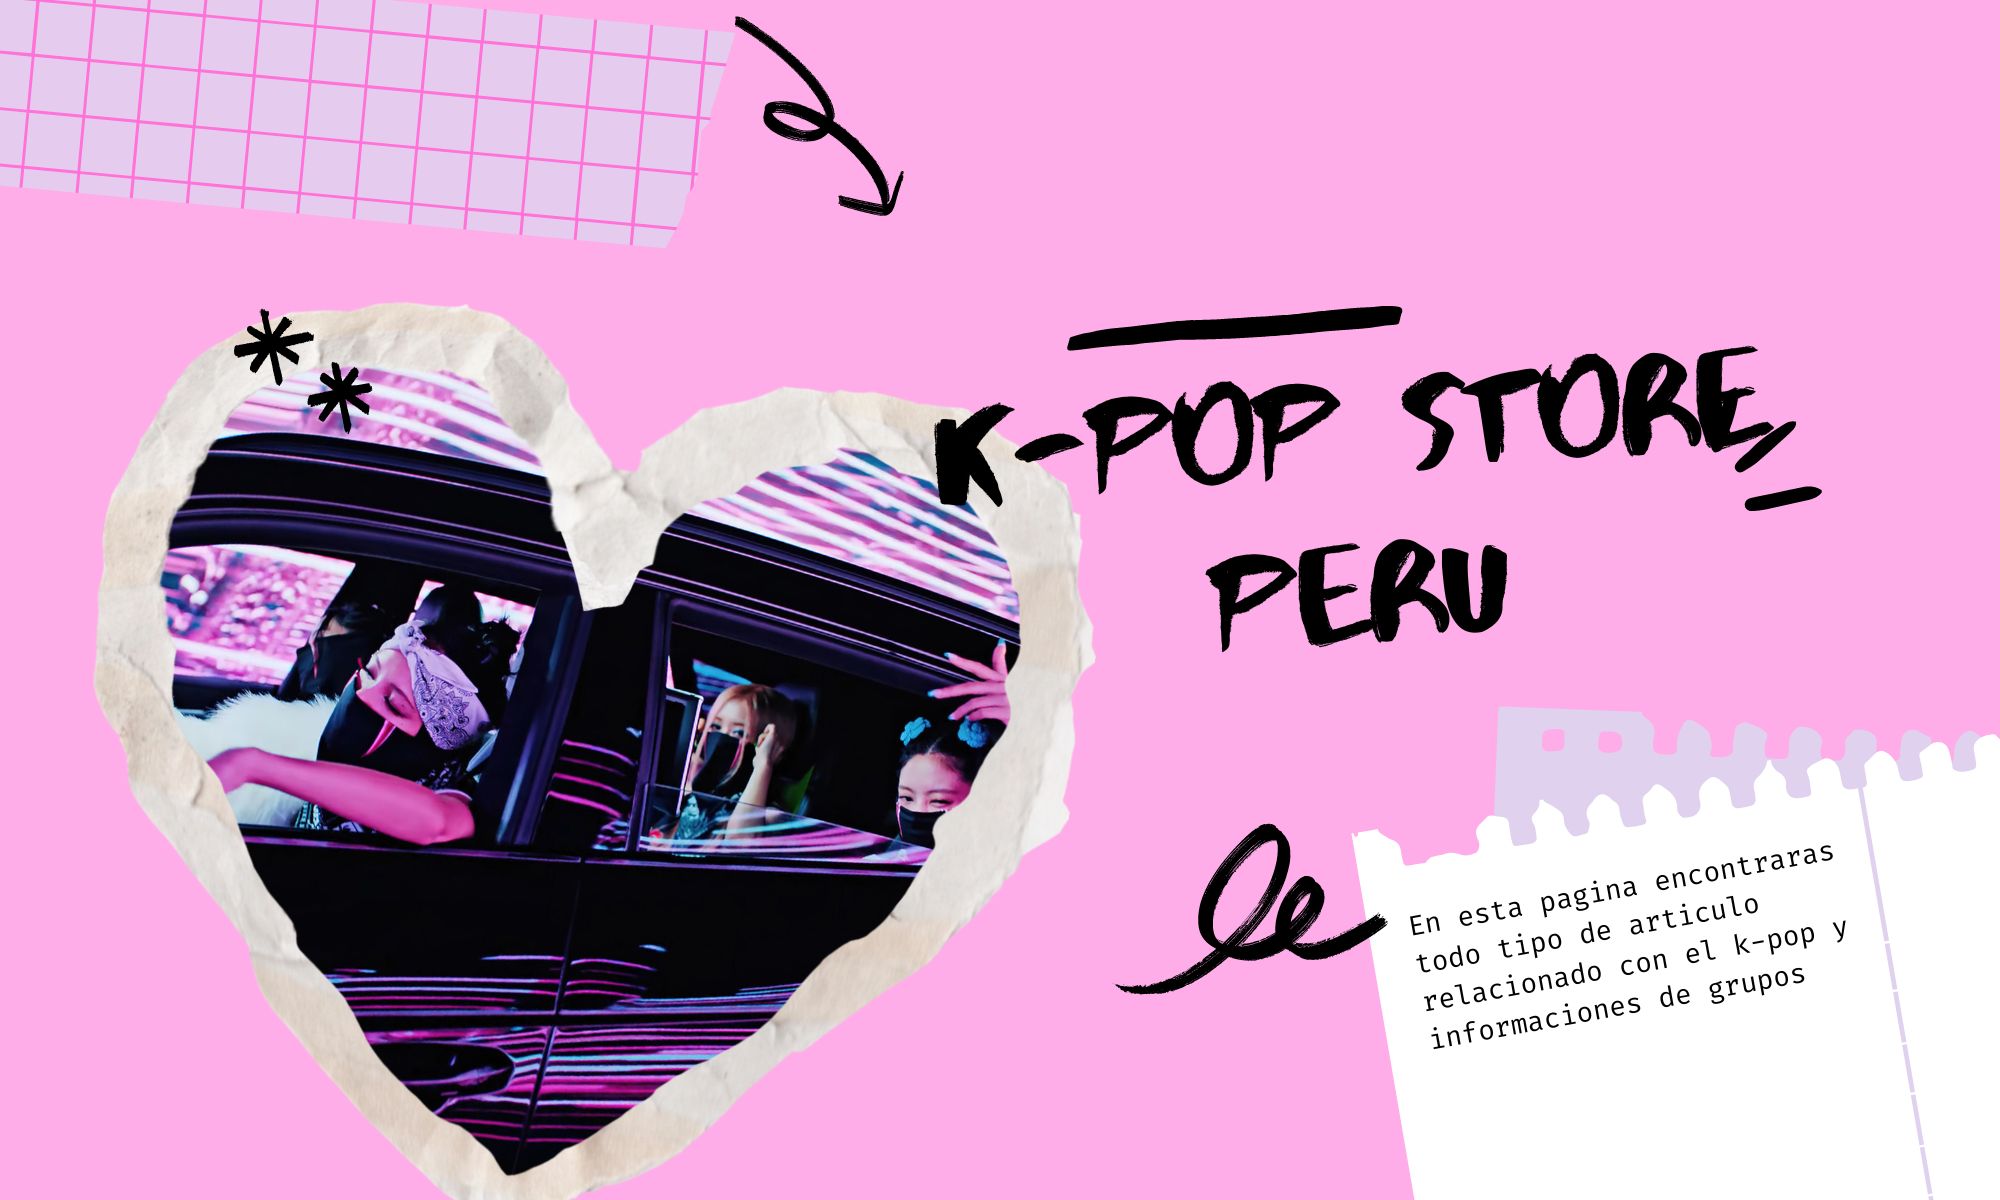 K-POP STORE
PERU
En esta pagina encontraras
todo tipo de articulo
relacionado con el k-pop y
informaciones de grupos